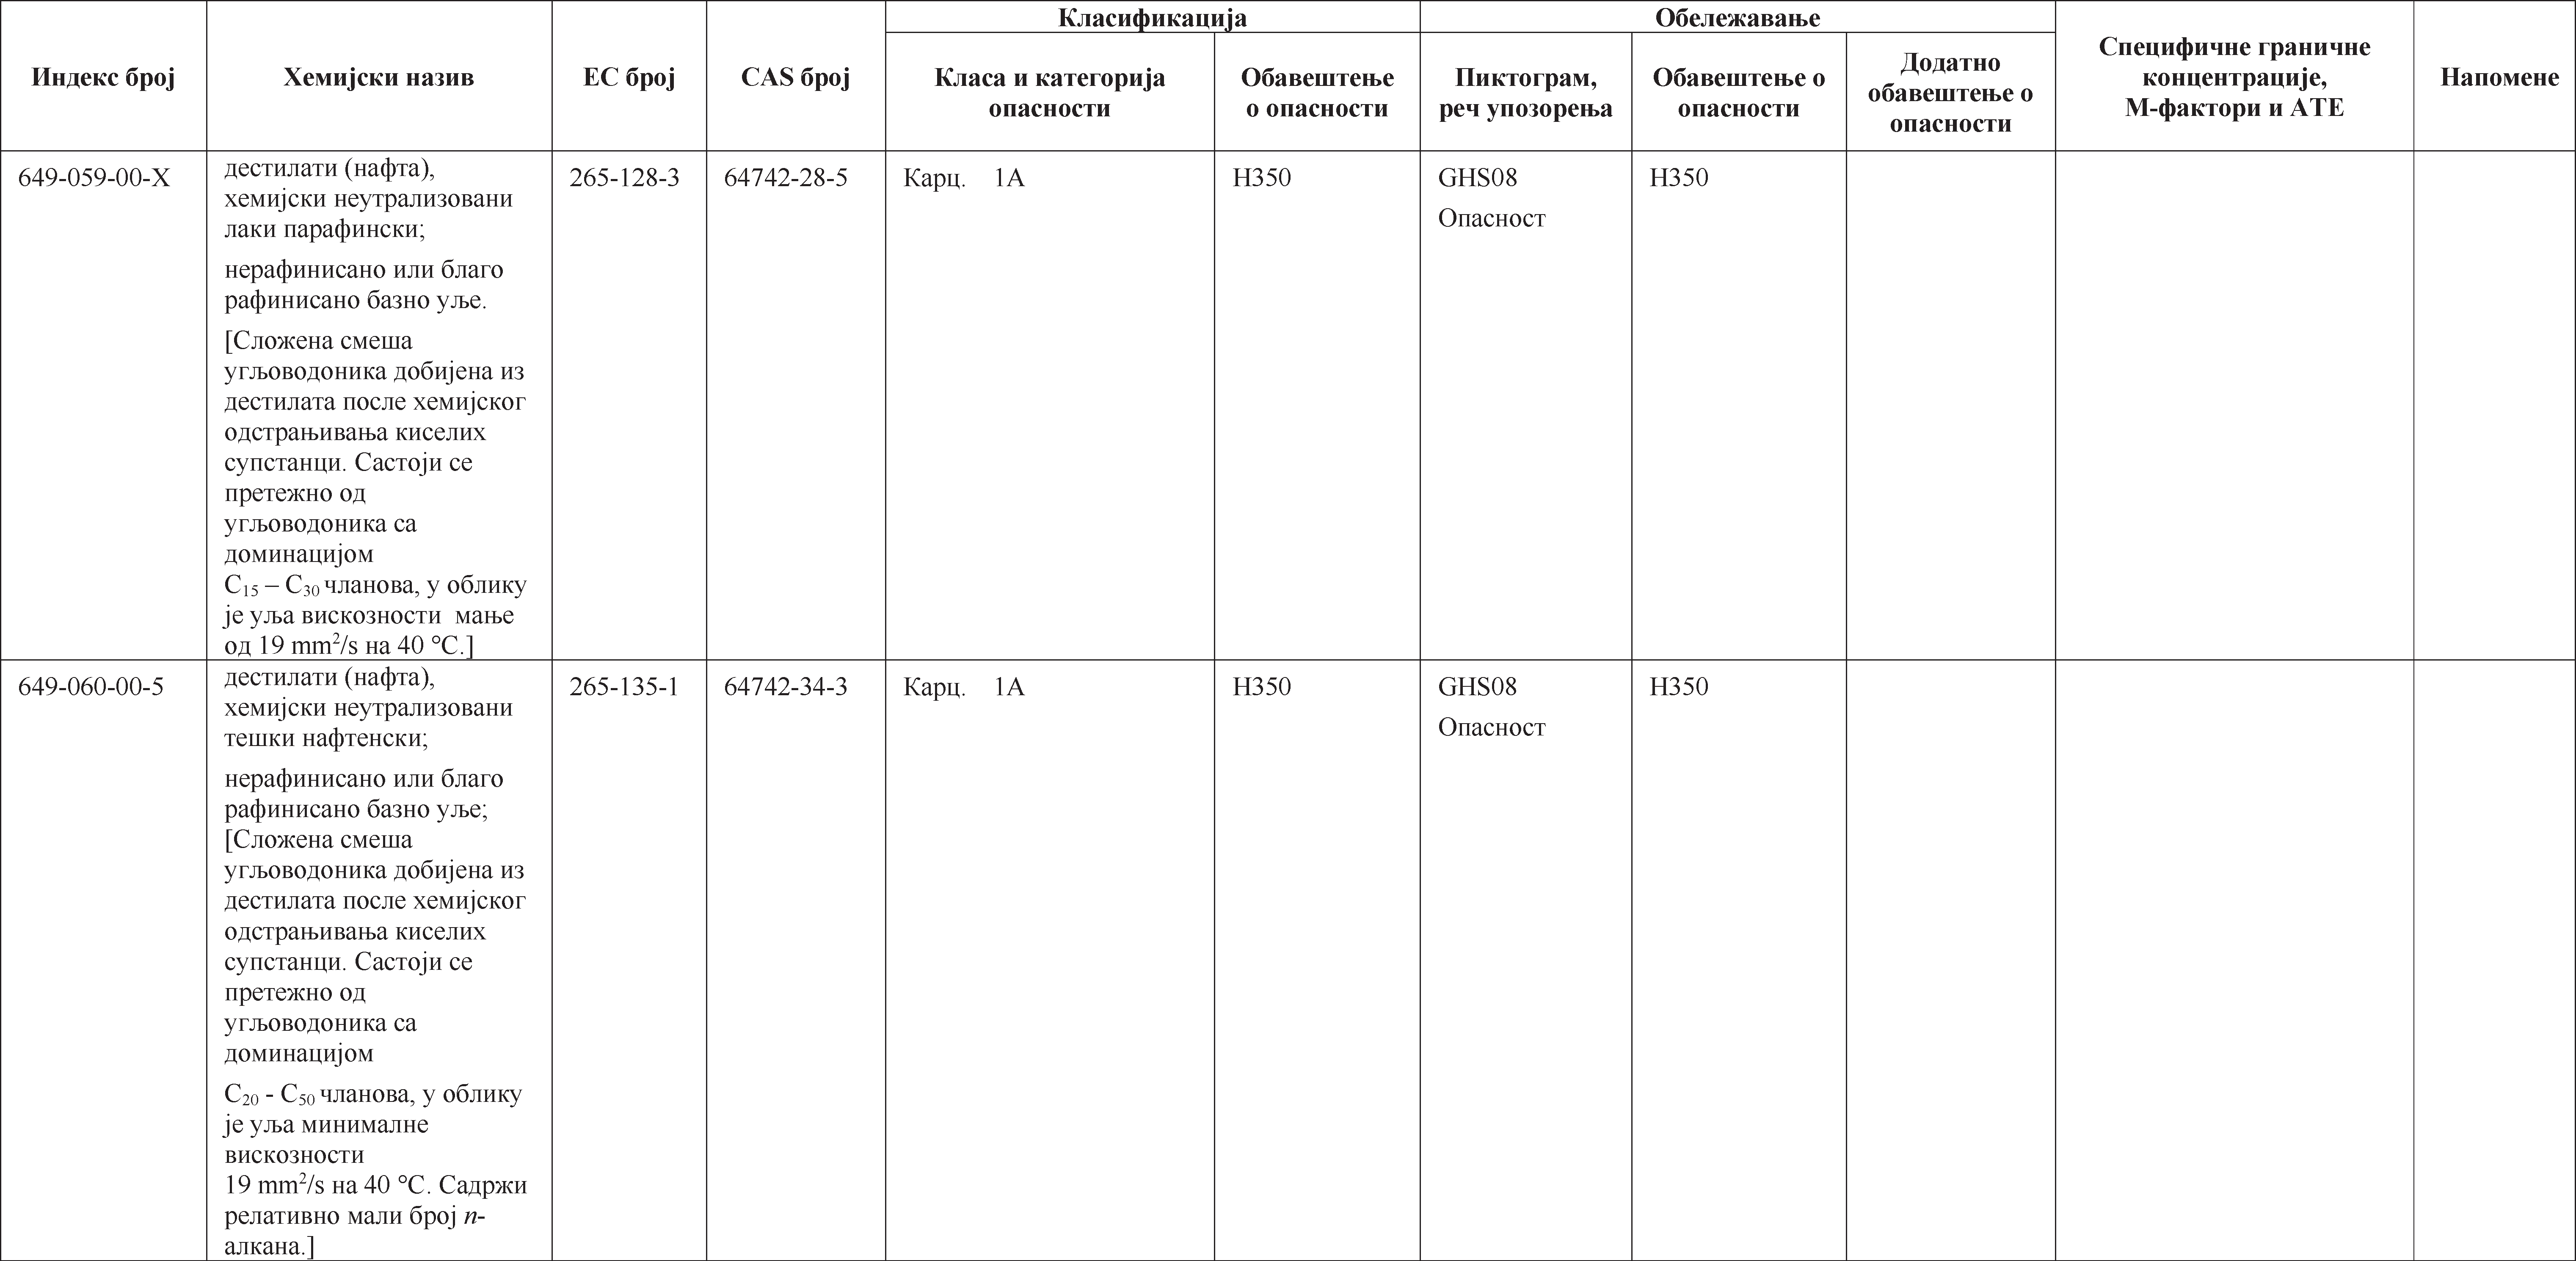 Класификација
Обележавање
Индекс број
Хемијски назив
ЕС број
CAS број
Класа и категорија
опасности
Обавештење
о опасности
Пиктограм,
реч упозорења
Обавештење о
опасности
Додатно
обавештење о
опасности
Специфичне граничне
концентрације,
М-фактори и АТЕ
Напомене
649-059-00-X
дестилати (нафта),
хемијски неутрализовани
лаки парафински;
нерафинисано или благо
рафинисано базно уље.
[Сложена смеша
угљоводоника добијена из
дестилата после хемијског
одстрањивања киселих
супстанци. Састоји се
претежно од
угљоводоника са
доминацијом
C15 – C30 чланова, у облику
је уља вискозности  мање
од 19 mm²/s на 40 °C.]
265-128-3
64742-28-5
Карц.    1А
H350
GHS08
Опасност
H350
649-060-00-5
дестилати (нафта),
хемијски неутрализовани
тешки нафтенски;
нерафинисано или благо
рафинисано базно уље;
[Сложена смеша
угљоводоника добијена из
дестилата после хемијског
одстрањивања киселих
супстанци. Састоји се
претежно од
угљоводоника са
доминацијом
C20 - C50 чланова, у облику
је уља минималне
вискозности
19 mm²/s на 40 °C. Садржи
релативно мали број n-
алкана.]
265-135-1
64742-34-3
Карц.    1А
H350
GHS08
Опасност
H350